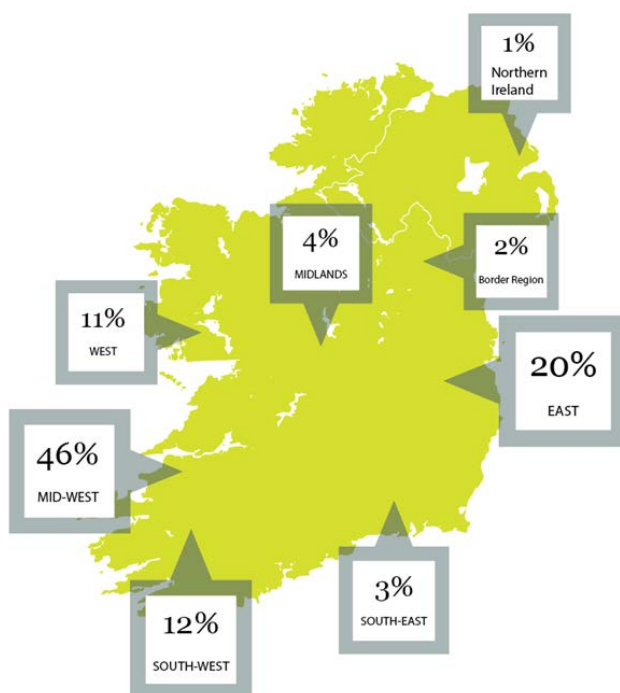 1%
Northern
Ireland
4%
MIDLANDS
2%
Border Region
11%
WEST
20%
EAST
46%
MID-WEST
3%
SOUTH-EAST
12%
SOUTH-WEST